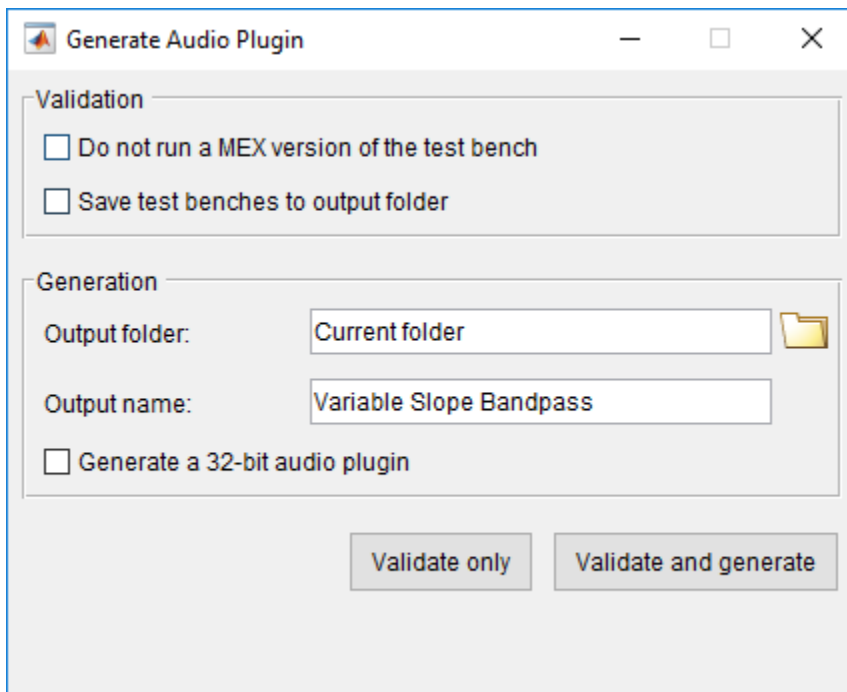 Generate Audio Plugin
Validation
Do not run a MEX version of the test bench
Save test benches to output folder
Generation
Output folder: Current folder
Output name: Variable Slope Bandpass
Generate a 32-bit audio plugin
Validate only Validate and generate